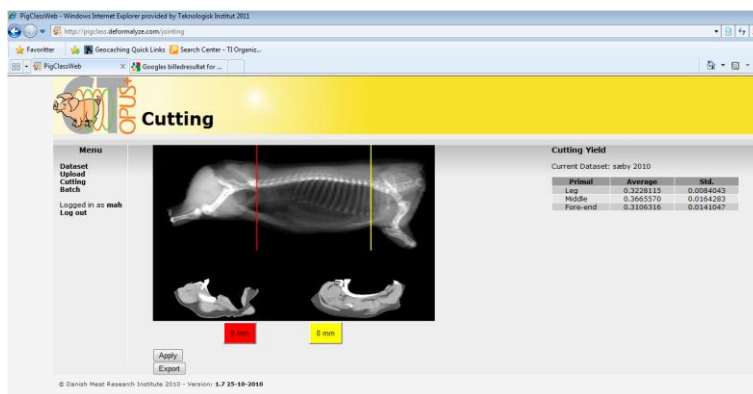 PigClassWeb - Windows Internet Explorer provided by Teknologisk Institut 2011
http://pigclass.deformalyze.com/jointing
Favoritter Geocaching Quick Links Search Center - TI Organiz...
PigClassWeb X Googles billedresultat for ...
CT OPUS+
Cutting
Menu
Dataset
Upload
Cutting
Batch
Logged in as mah
Log out
0 mm 0 mm
Apply
Export
Cutting Yield
Current Dataset: sæby 2010
Primal Average Std.
Leg 0.3228115 0.0084043
Middle 0.3665570 0.0164283
Fore-end 0.3106316 0.0141047
© Danish Meat Research Institute 2010 - Version: 1.7 25-10-2010